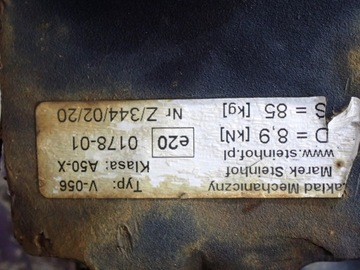 Zakład Mechaniczny
Marek Steinhof
www.steinhof.pl
Typ: V-056
Klasa: A50-X
e20
0178-01
D = 8,9 [kN]
S = 85 [kg]
Nr Z/344/02/20